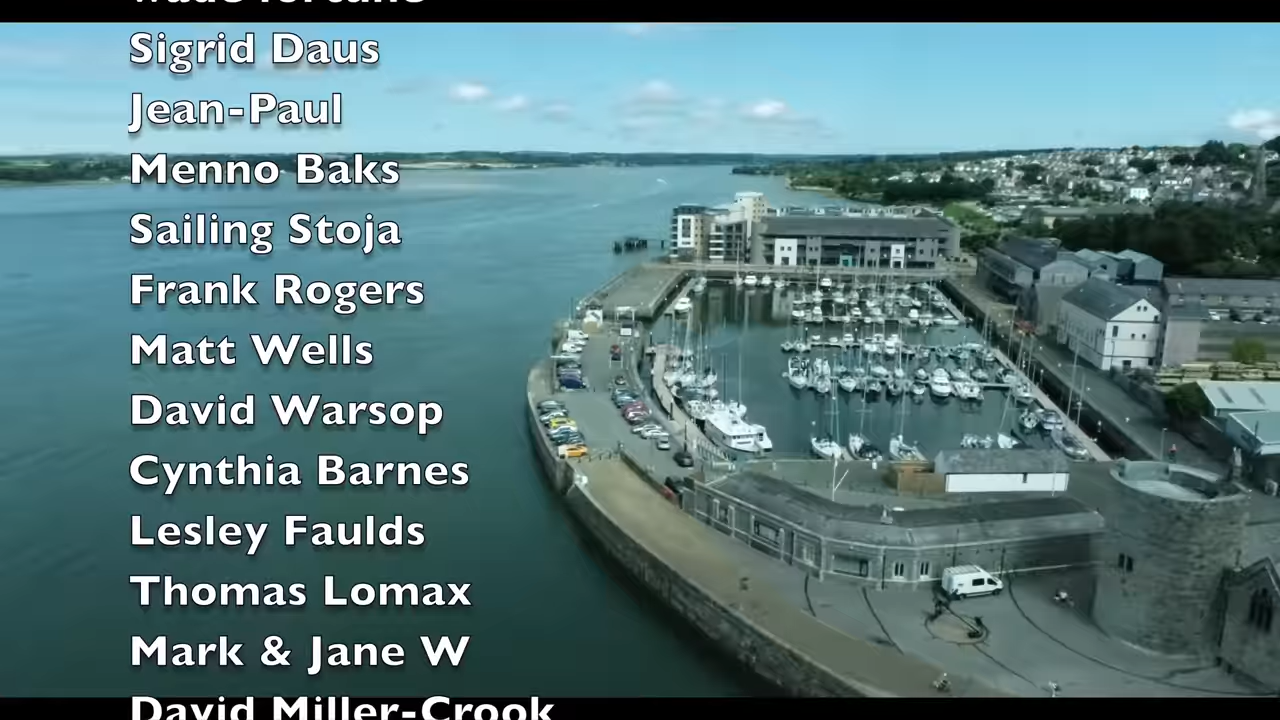 Sigrid Daus
Jean-Paul
Menno Baks
Sailing Stoja
Frank Rogers
Matt Wells
David Warsop
Cynthia Barnes
Lesley Faulds
Thomas Lomax
Mark & Jane W
David Miller-Crook